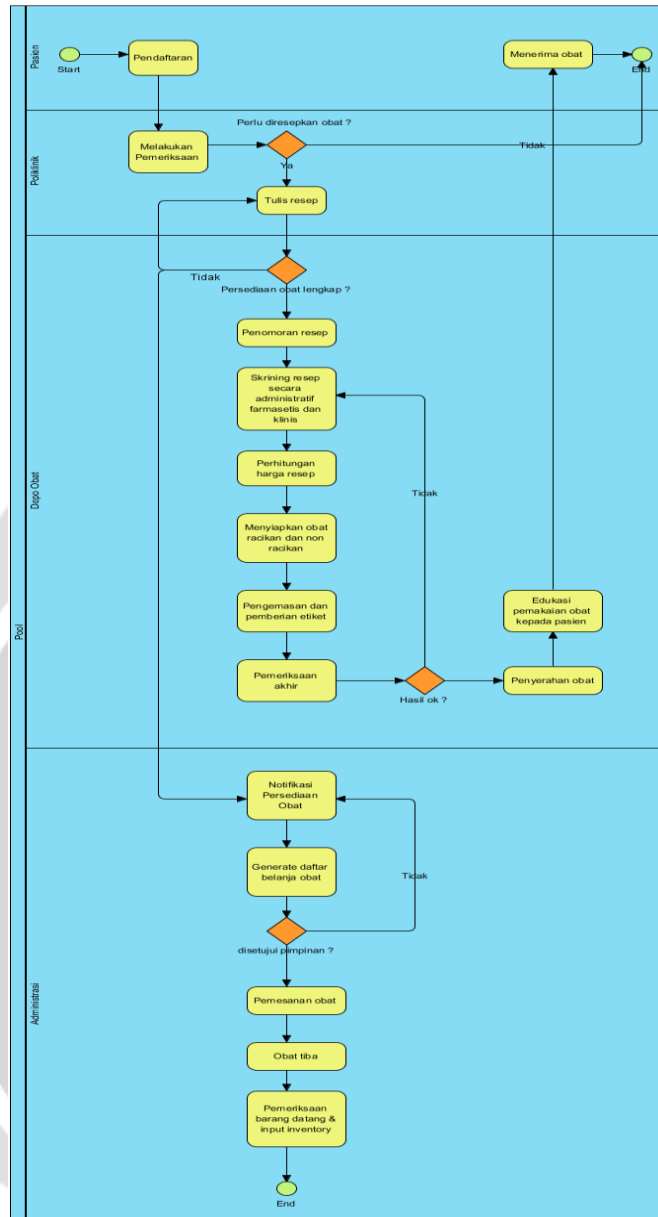 Pool
Pasien
Start
Pendaftaran
Menerima obat
End
Poliklinik
Melakukan
Pemeriksaan
Perlu diresepkan obat ?
Tidak
Ya
Tulis resep
Depo Obat
Tidak
Persediaan obat lengkap ?
Penomoran resep
Skrining resep
secara
administratif
farmasetis dan
klinis
Perhitungan
harga resep
Tidak
Menyiapkan obat
racikan dan non
racikan
Pengemasan dan
pemberian etiket
Edukasi
pemakaian obat
kepada pasien
Pemeriksaan
akhir
Hasil ok ?
Penyerahan obat
Administrasi
Notifikasi
Persediaan
Obat
Generate daftar
belanja obat
Tidak
disetujui pimpinan ?
Pemesanan obat
Obat tiba
Pemeriksaan
barang datang &
input inventory
End